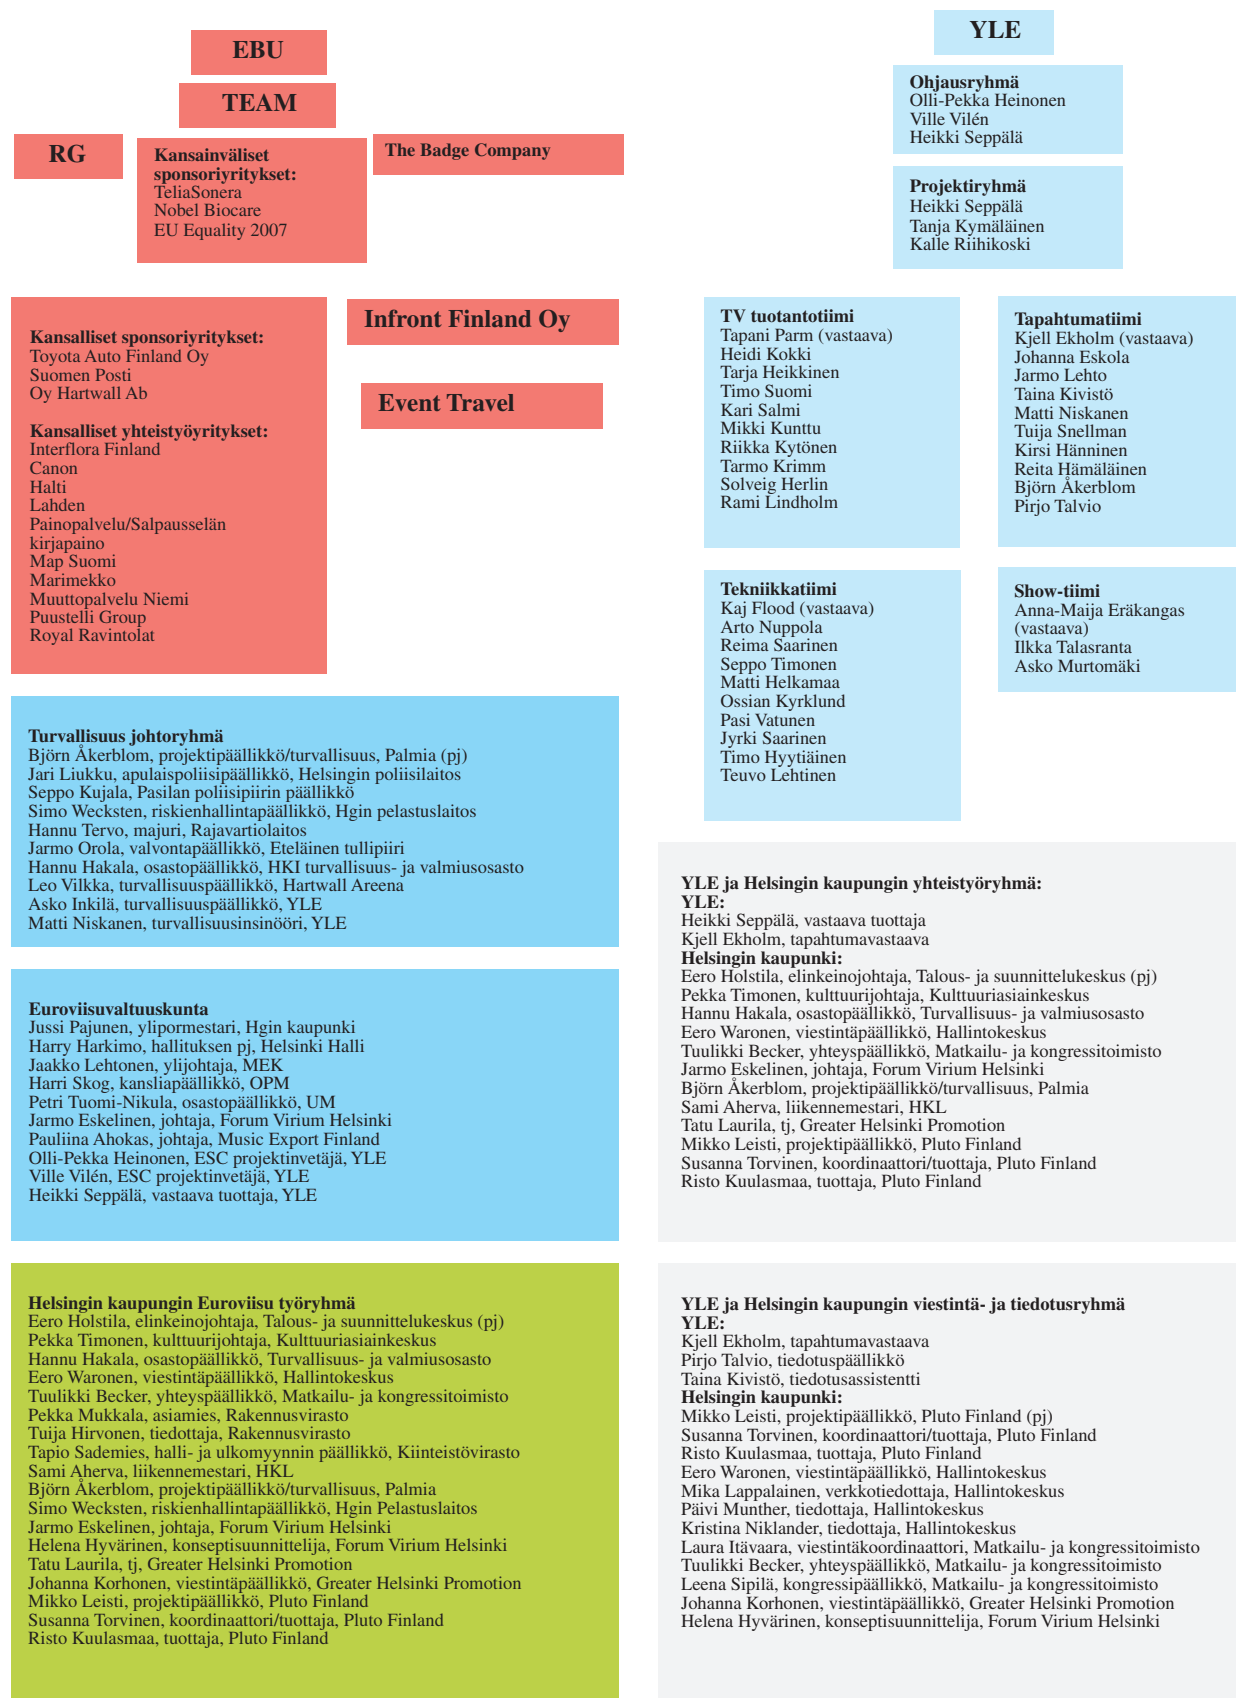 EBU
TEAM
RG
Kansainväliset
sponsoriyritykset:
TeliaSonera
Nobel Biocare
EU Equality 2007
The Badge Company
Kansalliset sponsoriyritykset:
Toyota Auto Finland Oy
Suomen Posti
Oy Hartwall Ab
Kansalliset yhteistyöyritykset:
Interflora Finland
Canon
Halti
Lahden
Painopalvelu/Salpausselän
kirjapaino
Map Suomi
Marimekko
Muuttopalvelu Niemi
Puustelli Group
Royal Ravintolat
Infront Finland Oy
Event Travel
YLE
Ohjausryhmä
Olli-Pekka Heinonen
Ville Vilén
Heikki Seppälä
Projektiryhmä
Heikki Seppälä
Tanja Kymäläinen
Kalle Riihikoski
TV tuotantotiimi
Tapani Parm (vastaava)
Heidi Kokki
Tarja Heikkinen
Timo Suomi
Kari Salmi
Mikki Kunttu
Riikka Kytönen
Tarmo Krimm
Solveig Herlin
Rami Lindholm
Tapahtumatiimi
Kjell Ekholm (vastaava)
Johanna Eskola
Jarmo Lehto
Taina Kivistö
Matti Niskanen
Tuija Snellman
Kirsi Hänninen
Reita Hämäläinen
Björn Åkerblom
Pirjo Talvio
Tekniikkatiimi
Kaj Flood (vastaava)
Arto Nuppola
Reima Saarinen
Seppo Timonen
Matti Helkamaa
Ossian Kyrklund
Pasi Vatunen
Jyrki Saarinen
Timo Hyytiäinen
Teuvo Lehtinen
Show-tiimi
Anna-Maija Eräkangas
(vastaava)
Ilkka Talasranta
Asko Murtomäki
Turvallisuus johtoryhmä
Björn Åkerblom, projektipäällikkö/turvallisuus, Palmia (pj)
Jari Liukku, apulaispoliisipäällikkö, Helsingin poliisilaitos
Seppo Kujala, Pasilan poliisipiirin päällikkö
Simo Wecksten, riskienhallintapäällikkö, Hgin pelastuslaitos
Hannu Tervo, majuri, Rajavartiolaitos
Jarmo Orola, valvontapäällikkö, Eteläinen tullipiiri
Hannu Hakala, osastopäällikkö, HKI turvallisuus- ja valmiusosasto
Leo Vilkka, turvallisuuspäällikkö, Hartwall Areena
Asko Inkilä, turvallisuuspäällikkö, YLE
Matti Niskanen, turvallisuusinsinööri, YLE
Euroviisuvaltuuskunta
Jussi Pajunen, ylipormestari, Hgin kaupunki
Harry Harkimo, hallituksen pj, Helsinki Halli
Jaakko Lehtonen, ylijohtaja, MEK
Harri Skog, kansliapäällikkö, OPM
Petri Tuomi-Nikula, osastopäällikkö, UM
Jarmo Eskelinen, johtaja, Forum Virium Helsinki
Pauliina Ahokas, johtaja, Music Export Finland
Olli-Pekka Heinonen, ESC projektinvetäjä, YLE
Ville Vilén, ESC projektinvetäjä, YLE
Heikki Seppälä, vastaava tuottaja, YLE
YLE ja Helsingin kaupungin yhteistyöryhmä:
YLE:
Heikki Seppälä, vastaava tuottaja
Kjell Ekholm, tapahtumavastaava
Helsingin kaupunki:
Eero Holstila, elinkeinojohtaja, Talous- ja suunnittelukeskus (pj)
Pekka Timonen, kulttuurijohtaja, Kulttuuriasiainkeskus
Hannu Hakala, osastopäällikkö, Turvallisuus- ja valmiusosasto
Eero Waronen, viestintäpäällikkö, Hallintokeskus
Tuulikki Becker, yhteyspäällikkö, Matkailu- ja kongressitoimisto
Jarmo Eskelinen, johtaja, Forum Virium Helsinki
Björn Åkerblom, projektipäällikkö/turvallisuus, Palmia
Sami Aherva, liikennemestari, HKL
Tatu Laurila, tj, Greater Helsinki Promotion
Mikko Leisti, projektipäällikkö, Pluto Finland
Susanna Torvinen, koordinaattori/tuottaja, Pluto Finland
Risto Kuulasmaa, tuottaja, Pluto Finland
Helsingin kaupungin Euroviisu työryhmä
Eero Holstila, elinkeinojohtaja, Talous- ja suunnittelukeskus (pj)
Pekka Timonen, kulttuurijohtaja, Kulttuuriasiainkeskus
Hannu Hakala, osastopäällikkö, Turvallisuus- ja valmiusosasto
Eero Waronen, viestintäpäällikkö, Hallintokeskus
Tuulikki Becker, yhteyspäällikkö, Matkailu- ja kongressitoimisto
Pekka Mukkala, asiamies, Rakennusvirasto
Tuija Hirvonen, tiedottaja, Rakennusvirasto
Tapio Sademies, halli- ja ulkomyynnin päällikkö, Kiinteistövirasto
Sami Aherva, liikennemestari, HKL
Björn Åkerblom, projektipäällikkö/turvallisuus, Palmia
Simo Wecksten, riskienhallintapäällikkö, Hgin Pelastuslaitos
Jarmo Eskelinen, johtaja, Forum Virium Helsinki
Helena Hyvärinen, konseptisuunnittelija, Forum Virium Helsinki
Tatu Laurila, tj, Greater Helsinki Promotion
Johanna Korhonen, viestintäpäällikkö, Greater Helsinki Promotion
Mikko Leisti, projektipäällikkö, Pluto Finland
Susanna Torvinen, koordinaattori/tuottaja, Pluto Finland
Risto Kuulasmaa, tuottaja, Pluto Finland
YLE ja Helsingin kaupungin viestintä- ja tiedotusryhmä
YLE:
Kjell Ekholm, tapahtumavastaava
Pirjo Talvio, tiedotuspäällikkö
Taina Kivistö, tiedotusassistentti
Helsingin kaupunki:
Mikko Leisti, projektipäällikkö, Pluto Finland (pj)
Susanna Torvinen, koordinaattori/tuottaja, Pluto Finland
Risto Kuulasmaa, tuottaja, Pluto Finland
Eero Waronen, viestintäpäällikkö, Hallintokeskus
Mika Lappalainen, verkkotiedottaja, Hallintokeskus
Päivi Munther, tiedottaja, Hallintokeskus
Kristina Niklander, tiedottaja, Hallintokeskus
Laura Itävaara, viestintäkoordinaattori, Matkailu- ja kongressitoimisto
Tuulikki Becker, yhteyspäällikkö, Matkailu- ja kongressitoimisto
Leena Sipilä, kongressipäällikkö, Matkailu- ja kongressitoimisto
Johanna Korhonen, viestintäpäällikkö, Greater Helsinki Promotion
Helena Hyvärinen, konseptisuunnittelija, Forum Virium Helsinki